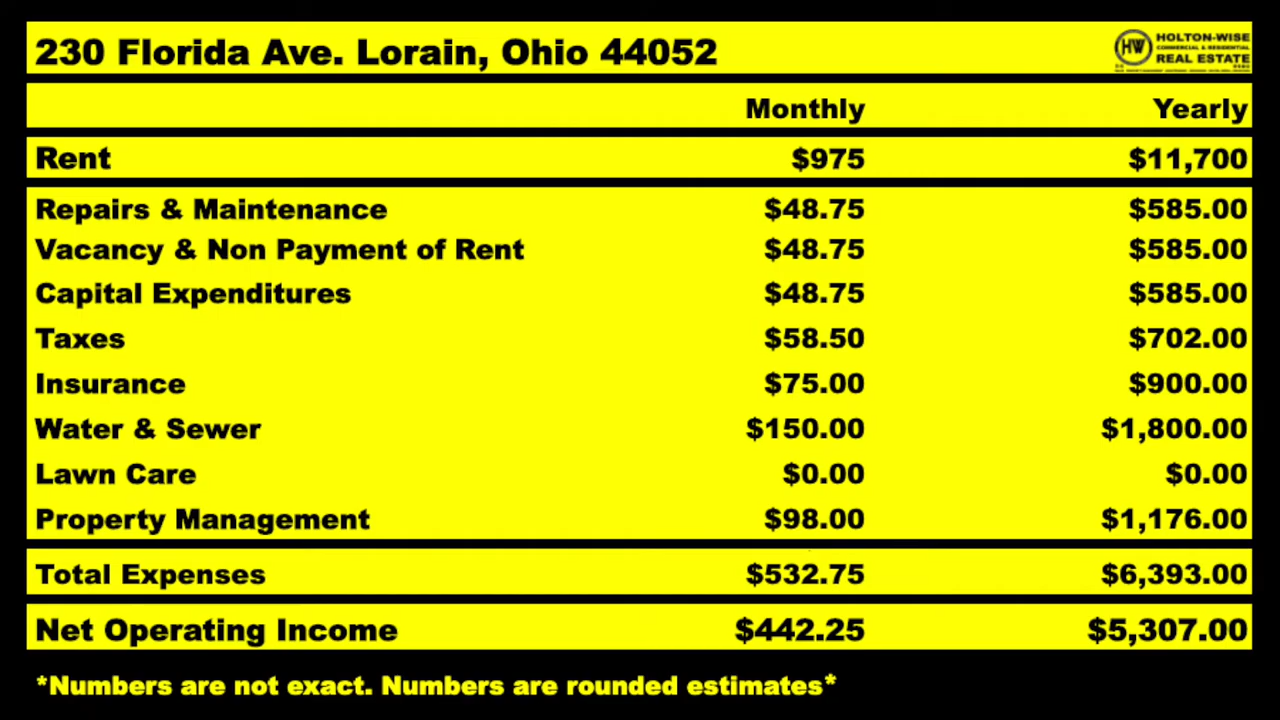 230 Florida Ave. Lorain, Ohio 44052
HOLTON-WISE
COMMERCIAL & RESIDENTIAL
REAL ESTATE
HW
Monthly Yearly
Rent $975 $11,700
Repairs & Maintenance $48.75 $585.00
Vacancy & Non Payment of Rent $48.75 $585.00
Capital Expenditures $48.75 $585.00
Taxes $58.50 $702.00
Insurance $75.00 $900.00
Water & Sewer $150.00 $1,800.00
Lawn Care $0.00 $0.00
Property Management $98.00 $1,176.00
Total Expenses $532.75 $6,393.00
Net Operating Income $442.25 $5,307.00
*Numbers are not exact. Numbers are rounded estimates*